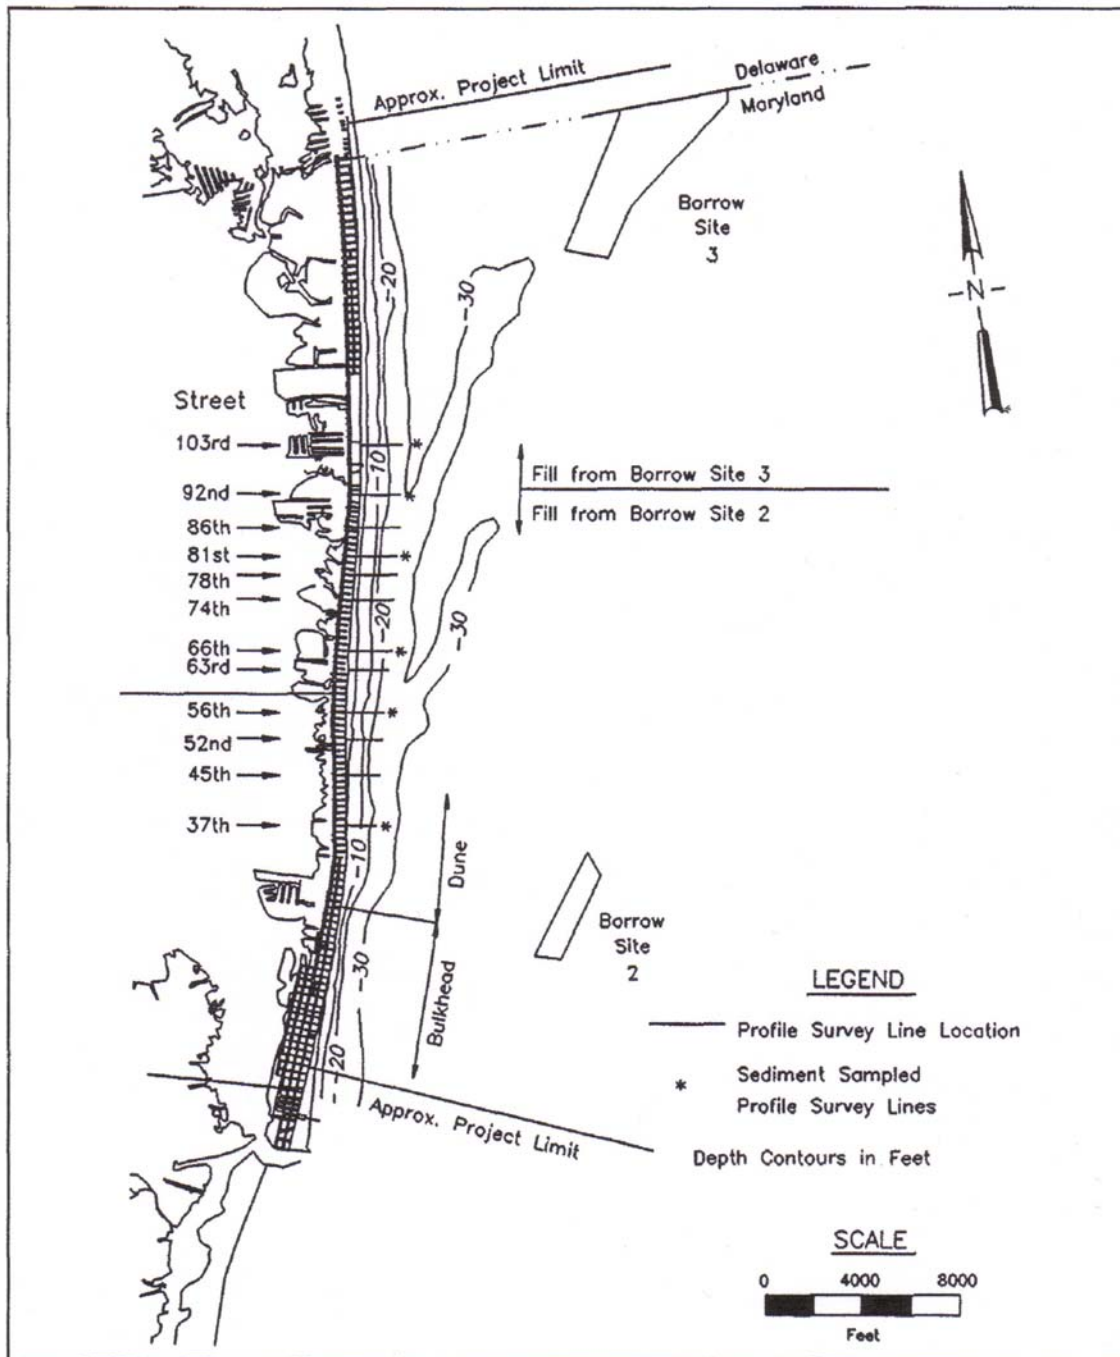 Approx. Project Limit
Delaware
Maryland
Borrow
Site
3
-20
-30
N
Street
103rd
-10
Fill from Borrow Site 3
92nd
Fill from Borrow Site 2
86th
81st
78th
74th
-20
-30
66th
63rd
56th
52nd
45th
37th
-10
Dune
Borrow
Site
2
-30
Bulkhead
-20
LEGEND
Profile Survey Line Location
* Sediment Sampled
Profile Survey Lines
Approx. Project Limit
Depth Contours in Feet
SCALE
0 4000 8000
Feet